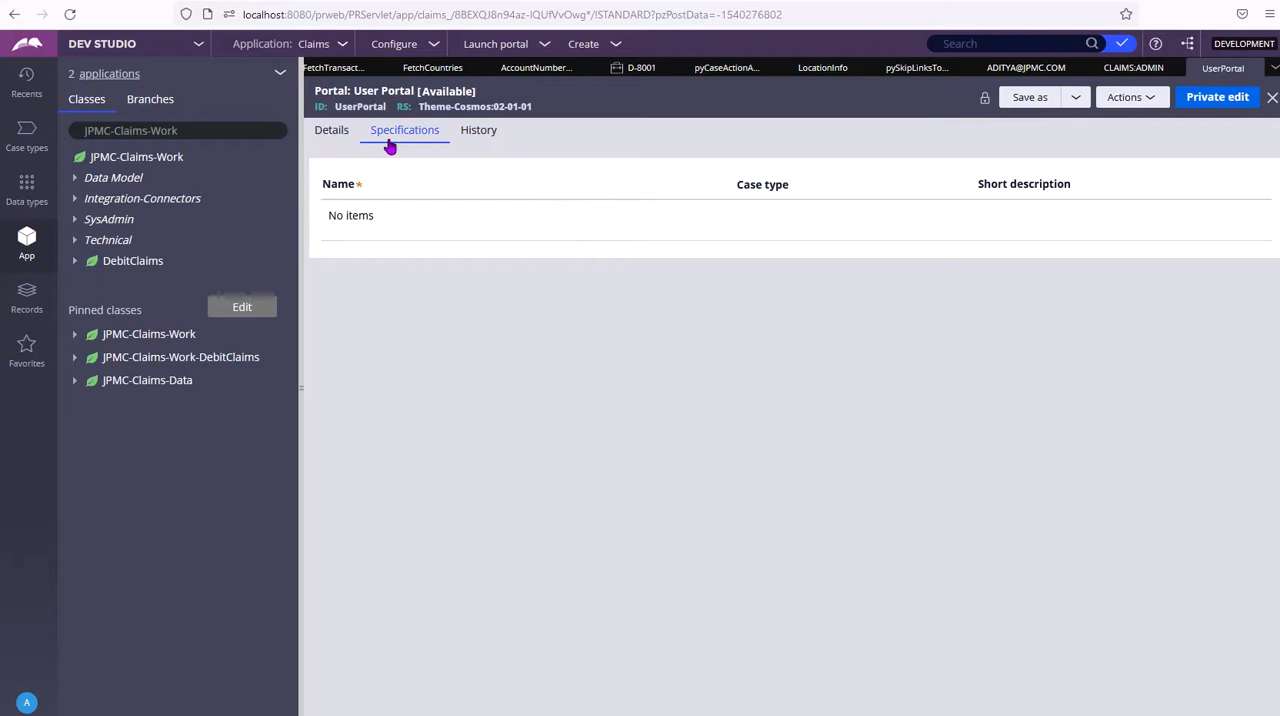 localhost:8080/prweb/PRServlet/app/claims_/8BEXQJ8n94az-IQUfVvOwg*/!STANDARD?pzPostData=-1540276802
DEV STUDIO
Application: Claims
Configure
Launch portal
Create
Search
DEVELOPMENT
Recents
Case types
Data types
App
Records
Favorites
A
2 applications
Classes
Branches
JPMC-Claims-Work
JPMC-Claims-Work
Data Model
Integration-Connectors
SysAdmin
Technical
DebitClaims
Pinned classes
Edit
JPMC-Claims-Work
JPMC-Claims-Work-DebitClaims
JPMC-Claims-Data
FetchTransact...
FetchCountries
AccountNumber...
D-8001
pyCaseActionA...
LocationInfo
pySkipLinksTo...
ADITYA@JPMC.COM
CLAIMS:ADMIN
UserPortal
Portal: User Portal [Available]
ID: UserPortal RS: Theme-Cosmos:02-01-01
Save as
Actions
Private edit
Details
Specifications
History
Name★ Case type Short description
No items